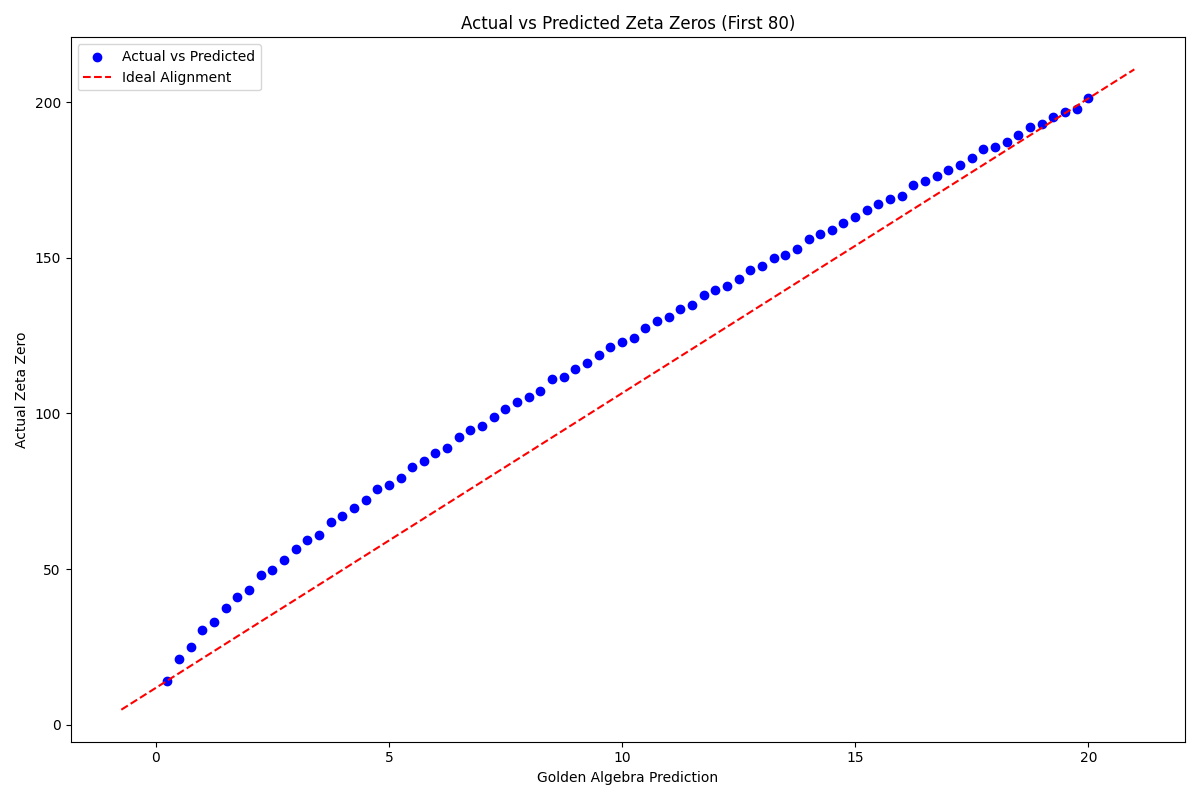 Actual vs Predicted Zeta Zeros (First 80)
Actual vs Predicted
Ideal Alignment
200
150
100
50
0
Actual Zeta Zero
0 5 10 15 20
Golden Algebra Prediction